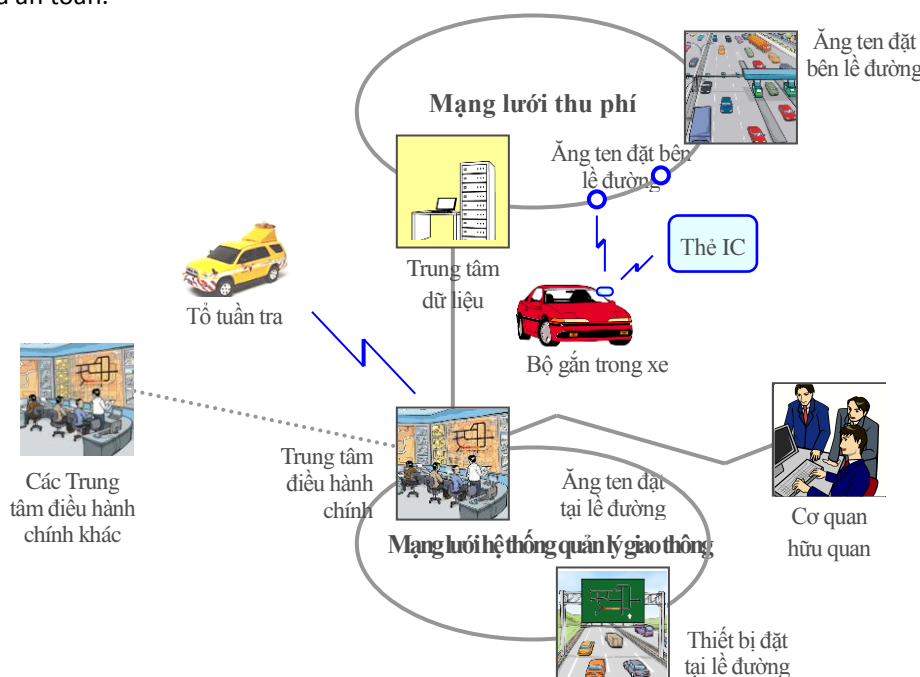 u an toàn.
Ăng ten đặt
bên lề đường
Mạng lưới thu phí
Ăng ten đặt bên
lề đường
Thẻ IC
Trung tâm
dữ liệu
Tổ tuần tra
Bộ gắn trong xe
Trung tâm
điều hành
chính
Ăng ten đặt
tại lề đường
Các Trung
tâm điều hành
chính khác
Cơ quan
hữu quan
Mạng lưới hệ thống quản lý giao thông
Thiết bị đặt
tại lề đường